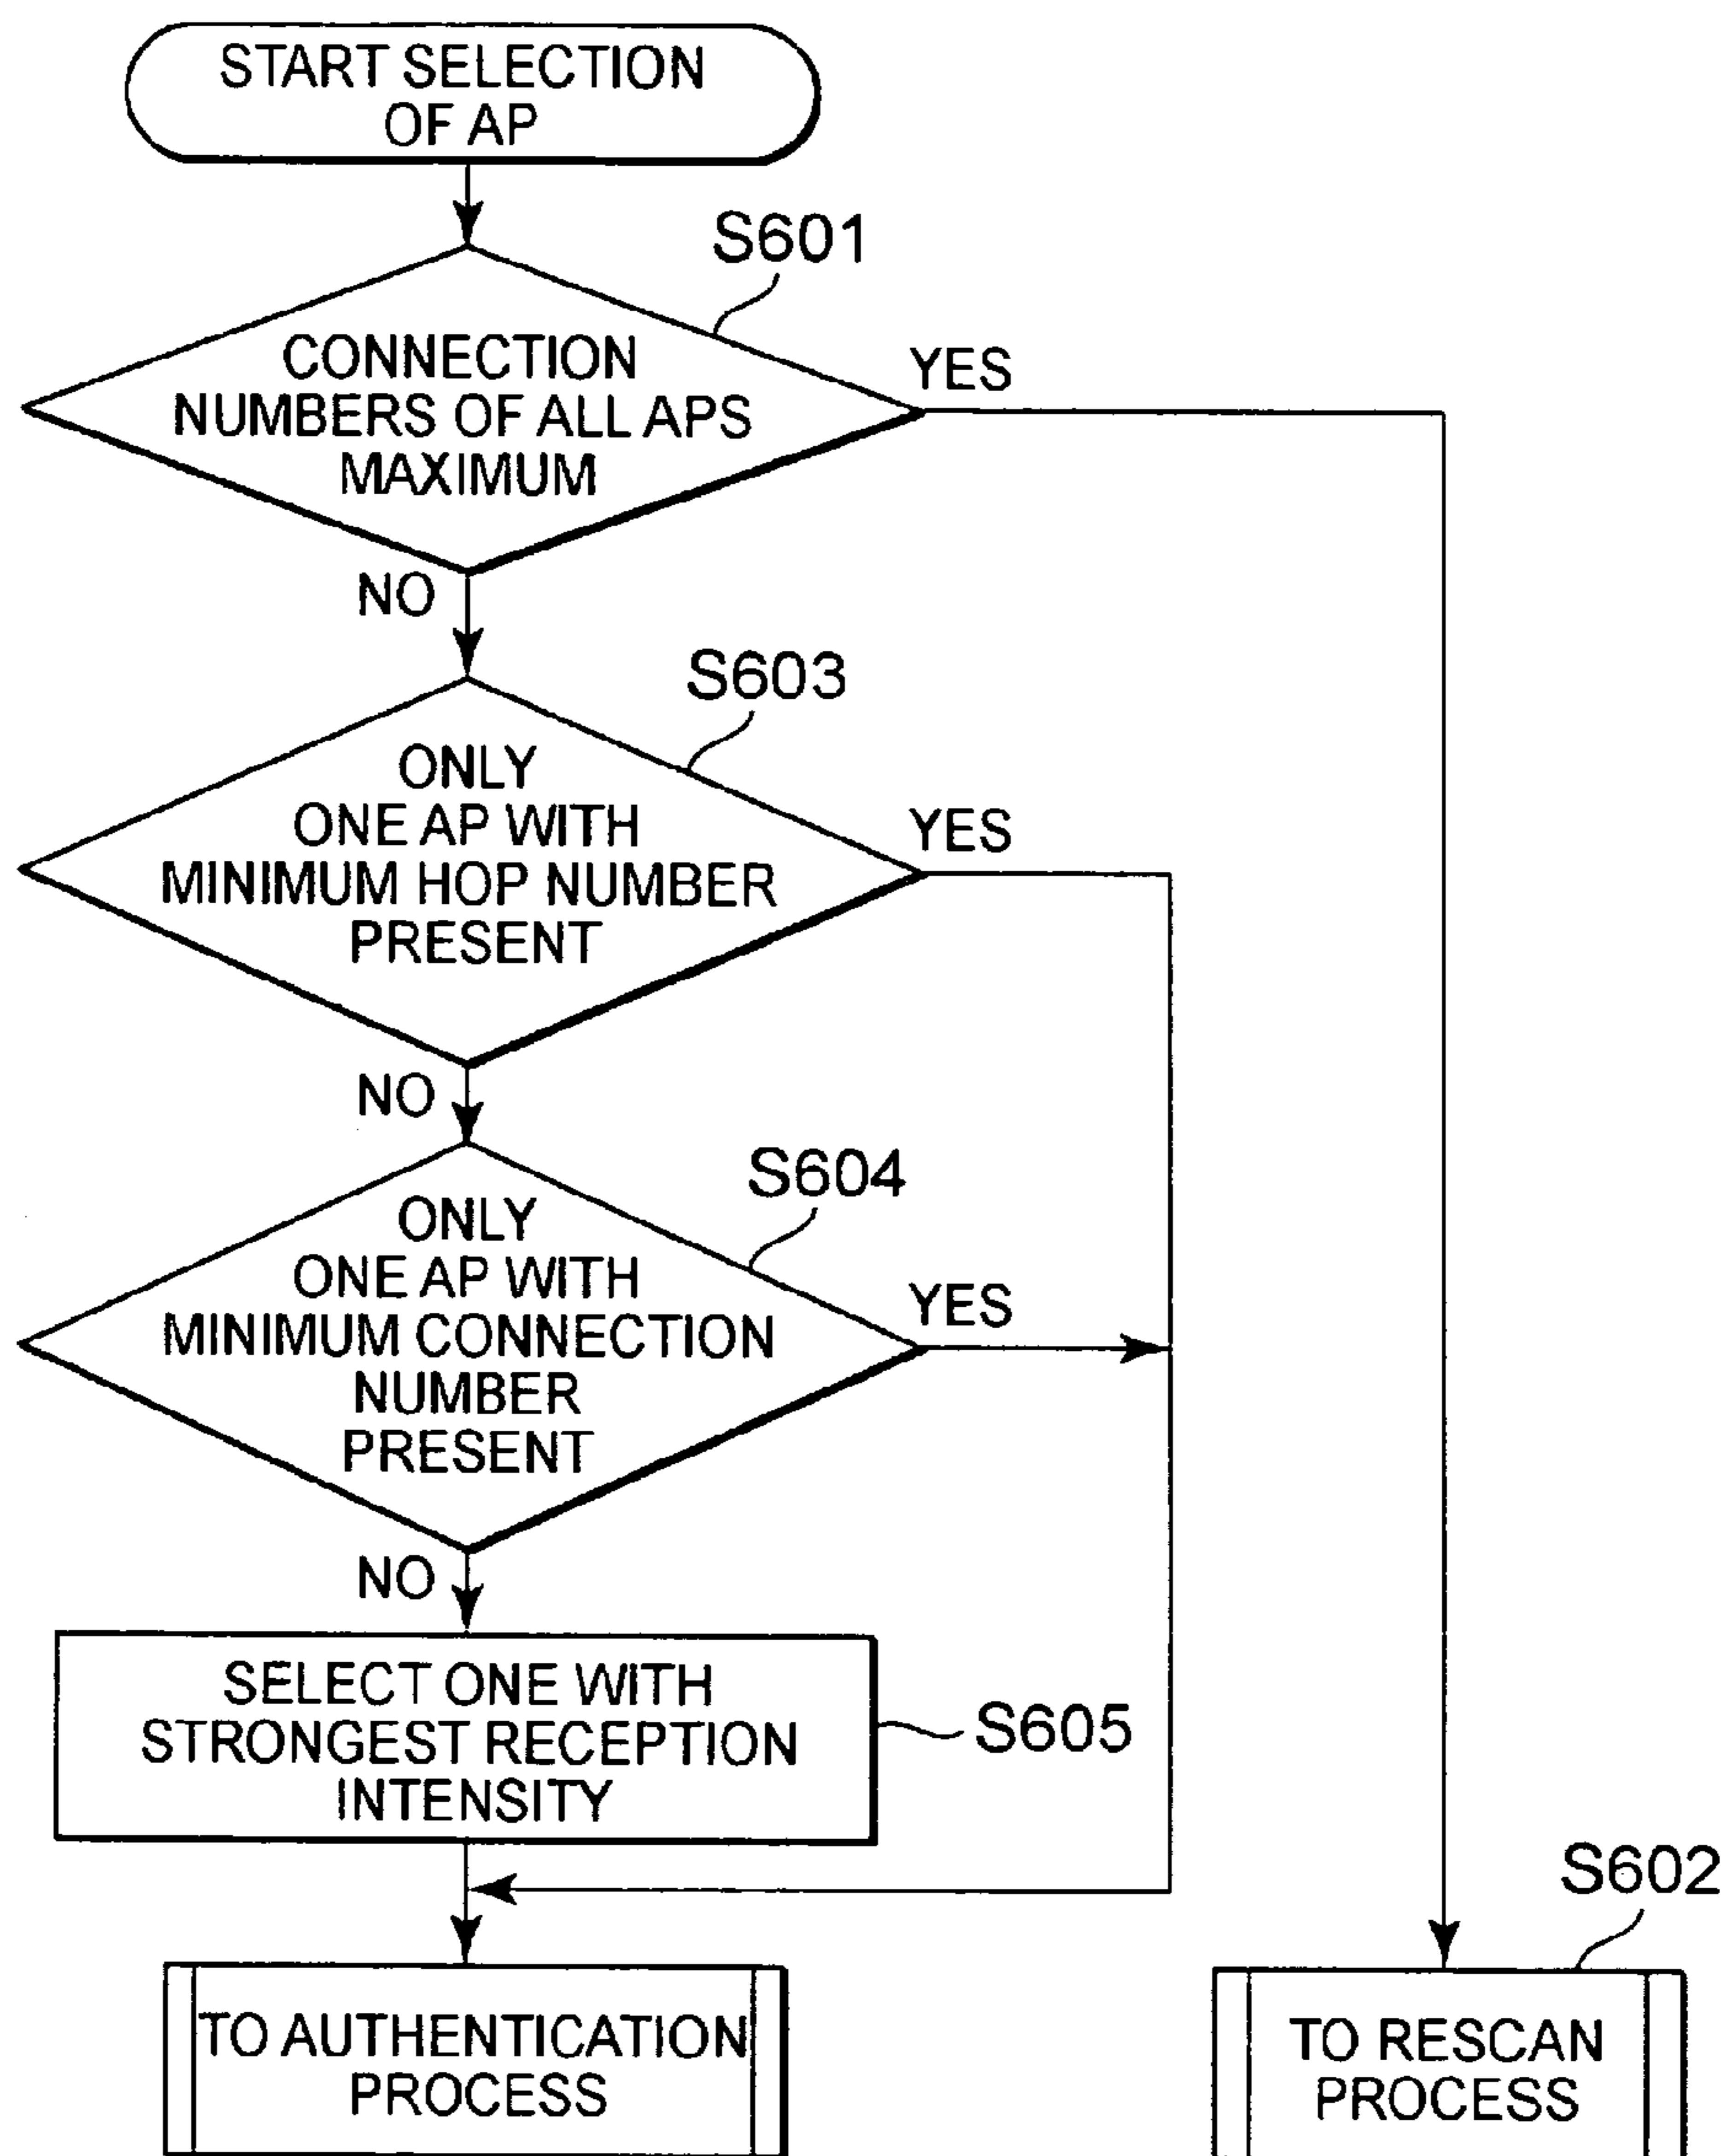 START SELECTION
OF AP
S601
CONNECTION
NUMBERS OF ALL APS
MAXIMUM
YES
NO
S603
ONLY
ONE AP WITH
MINIMUM HOP NUMBER
PRESENT
YES
NO
S604
ONLY
ONE AP WITH
MINIMUM CONNECTION
NUMBER
PRESENT
YES
NO
SELECT ONE WITH
STRONGEST RECEPTION
INTENSITY
S605
S602
TO AUTHENTICATION
PROCESS
TO RESCAN
PROCESS